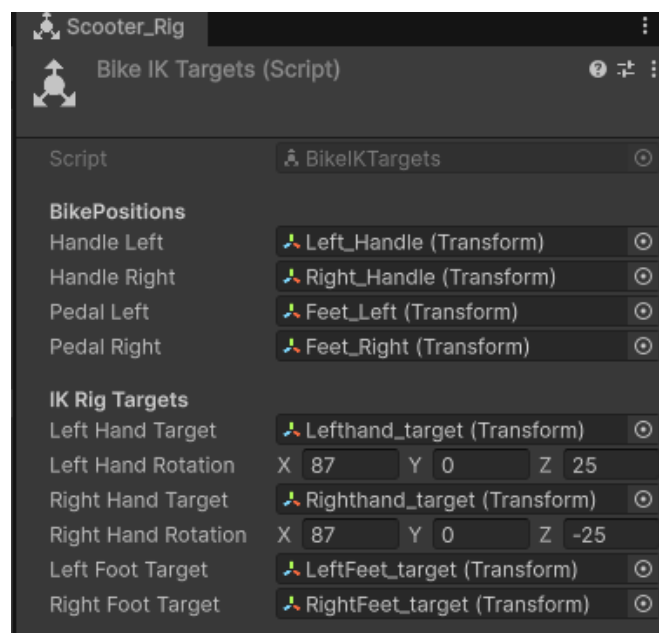 Scooter_Rig
Bike IK Targets (Script)
Script BikeIKTargets
BikePositions
Handle Left Left_Handle (Transform)
Handle Right Right_Handle (Transform)
Pedal Left Feet_Left (Transform)
Pedal Right Feet_Right (Transform)
IK Rig Targets
Left Hand Target Lefthand_target (Transform)
Left Hand Rotation X 87 Y 0 Z 25
Right Hand Target Righthand_target (Transform)
Right Hand Rotation X 87 Y 0 Z -25
Left Foot Target LeftFeet_target (Transform)
Right Foot Target RightFeet_target (Transform)